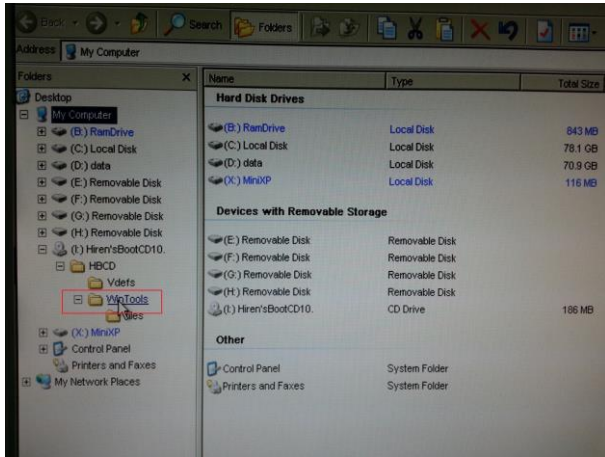 Back Search Folders
Address My Computer
Folders x
Desktop
My Computer
(B:) RamDrive
(C:) Local Disk
(D:) data
(E:) Removable Disk
(F:) Removable Disk
(G:) Removable Disk
(H:) Removable Disk
(I:) Hiren'sBootCD10.
HBCD
Vdefs
WinTools
(X:) MiniXP
Control Panel
Printers and Faxes
My Network Places
Name Type Total Size
Hard Disk Drives
(B:) RamDrive Local Disk 843 MB
(C:) Local Disk Local Disk 78.1 GB
(D:) data Local Disk 70.9 GB
(X:) MiniXP Local Disk 116 MB
Devices with Removable Storage
(E:) Removable Disk Removable Disk
(F:) Removable Disk Removable Disk
(G:) Removable Disk Removable Disk
(H:) Removable Disk Removable Disk
(I:) Hiren'sBootCD10. CD Drive 186 MB
Other
Control Panel System Folder
Printers and Faxes System Folder